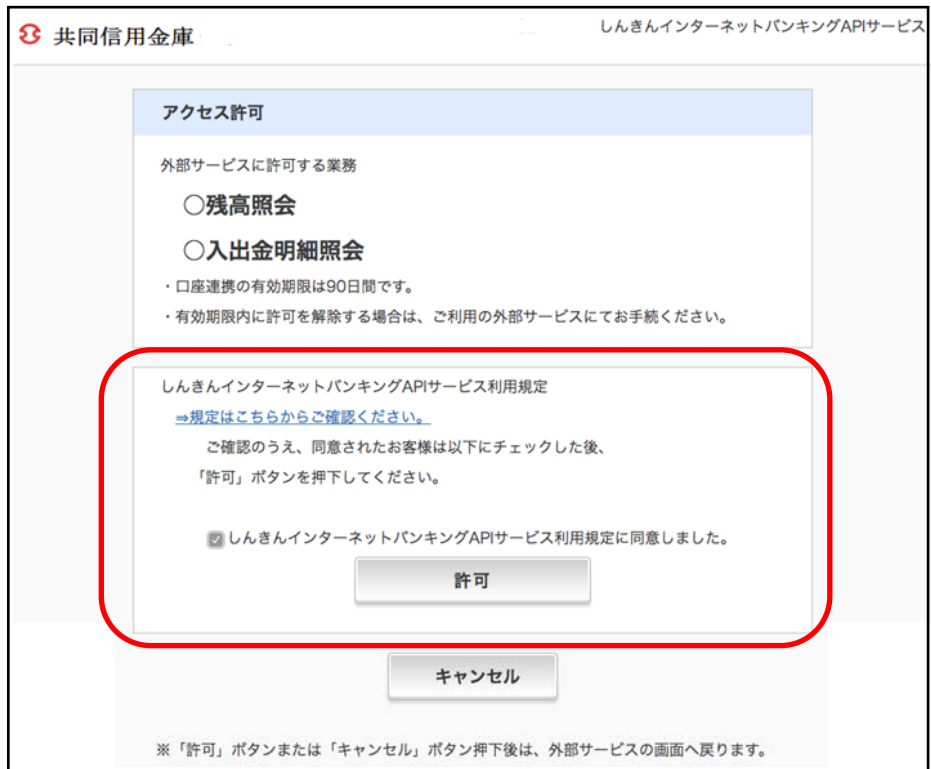 共同信用金庫
しんきんインターネットバンキングAPIサービス
アクセス許可
外部サービスに許可する業務
○残高照会
○入出金明細照会
・口座連携の有効期限は90日間です。
・有効期限内に許可を解除する場合は、ご利用の外部サービスにてお手続ください。
しんきんインターネットバンキングAPIサービス利用規定
⇒規定はこちらからご確認ください。
ご確認のうえ、同意されたお客様は以下にチェックした後、
「許可」ボタンを押下してください。
しんきんインターネットバンキングAPIサービス利用規定に同意しました。
許可
キャンセル
※「許可」ボタンまたは「キャンセル」ボタン押下後は、外部サービスの画面へ戻ります。